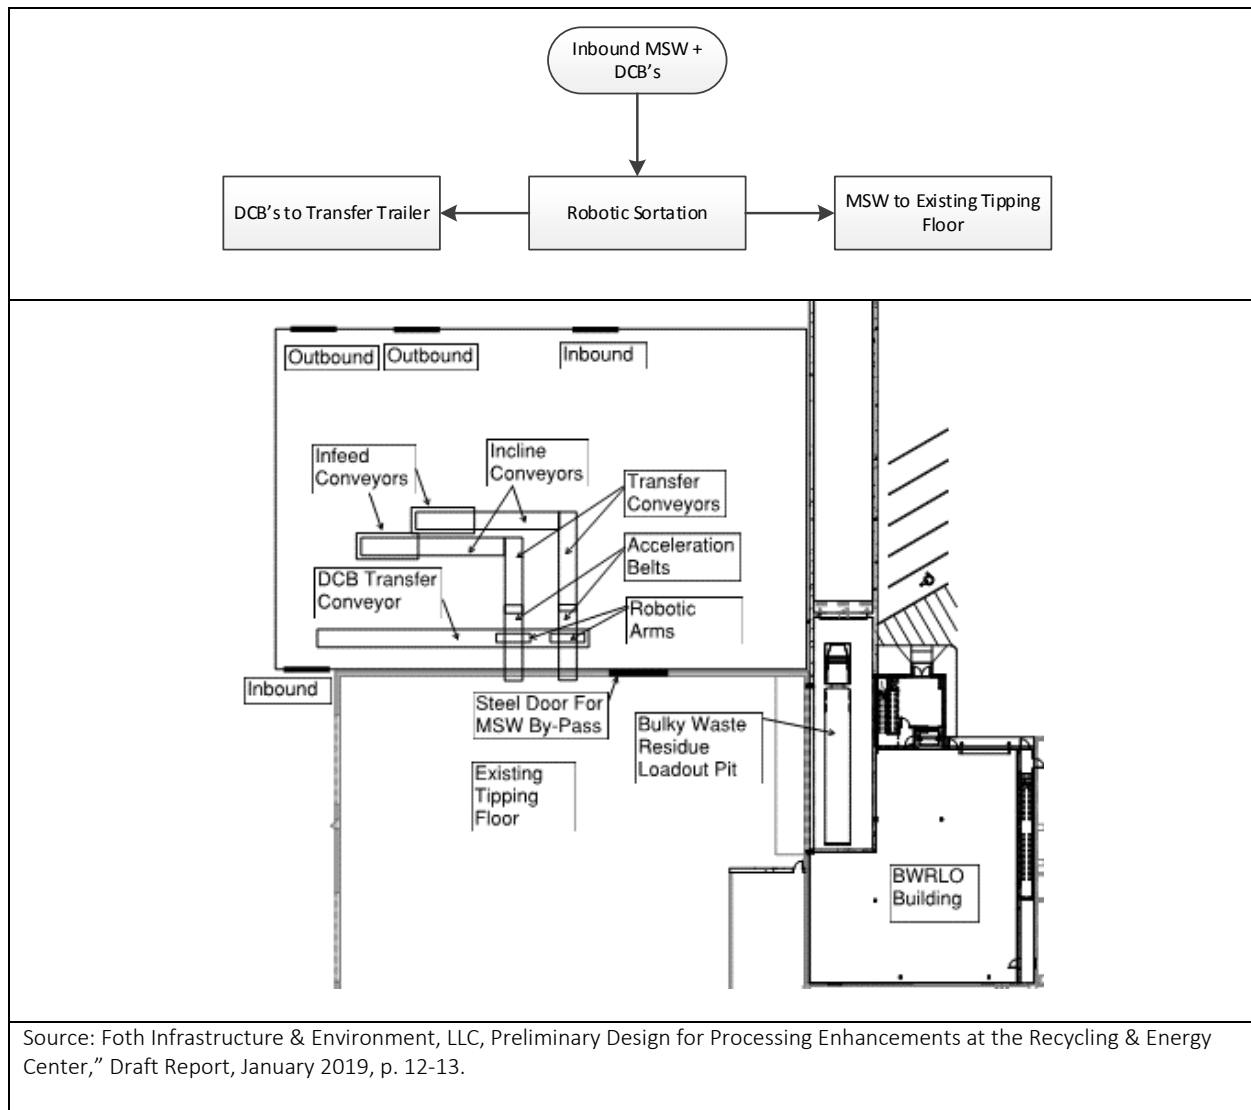 Inbound MSW +
DCB's
DCB's to Transfer Trailer
Robotic Sortation
MSW to Existing Tipping
Floor
Outbound
Outbound
Inbound
Infeed
Conveyors
Incline
Conveyors
Transfer
Conveyors
Acceleration
Belts
DCB Transfer
Conveyor
Robotic
Arms
Inbound
Steel Door For
MSW By-Pass
Bulky Waste
Residue
Loadout Pit
Existing
Tipping
Floor
BWRLO
Building
Source: Foth Infrastructure & Environment, LLC, Preliminary Design for Processing Enhancements at the Recycling & Energy
Center,” Draft Report, January 2019, p. 12-13.